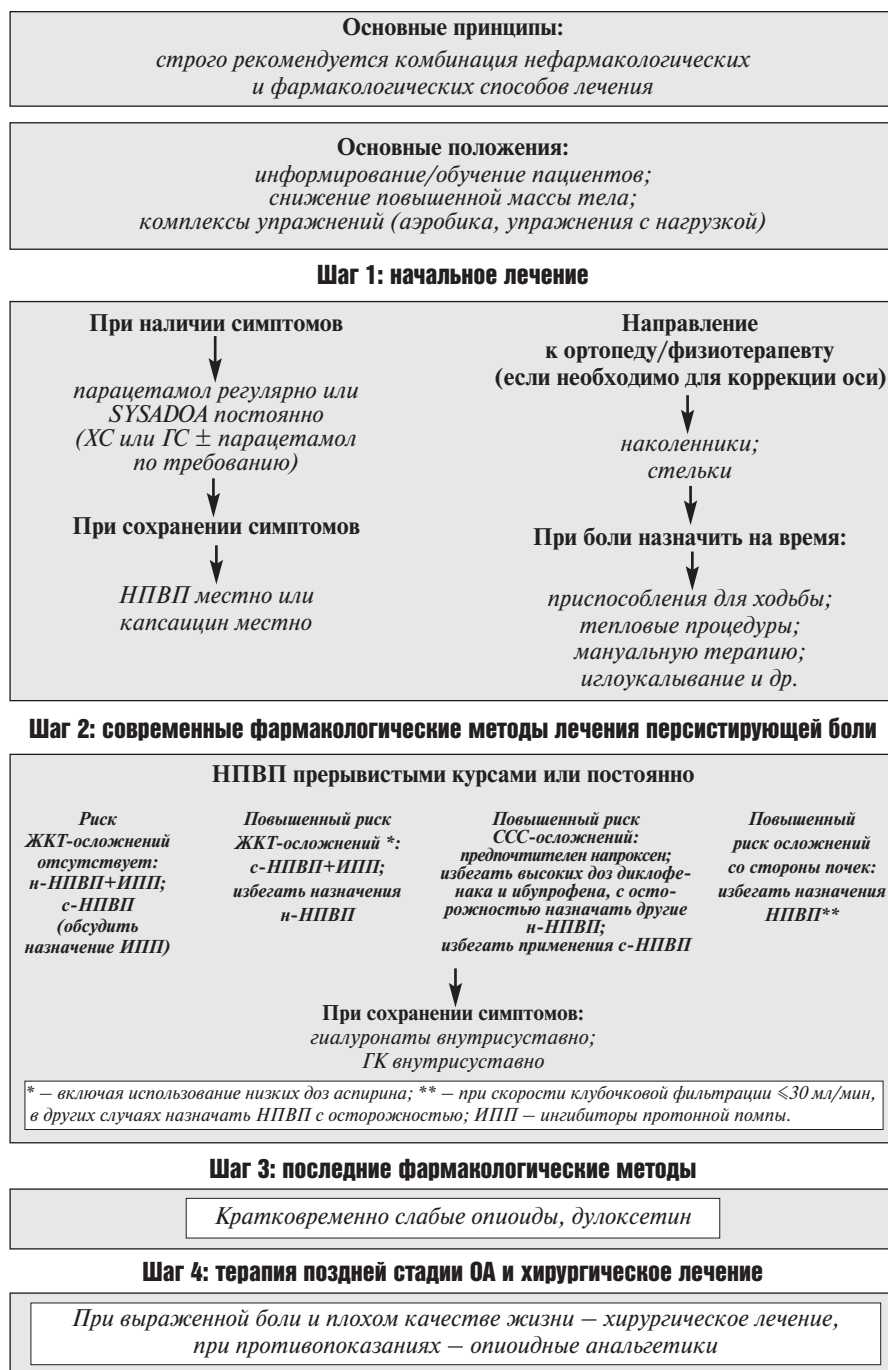 Основные принципы:
строго рекомендуется комбинация нефармакологических
и фармакологических способов лечения
Основные положения:
информирование/обучение пациентов;
снижение повышенной массы тела;
комплексы упражнений (аэробика, упражнения с нагрузкой)
Шаг 1: начальное лечение
При наличии симптомов
парацетамол регулярно или
SYSADOA постоянно
(ХС или ГС ± парацетамол
по требованию)
При сохранении симптомов
НПВП местно или
капсаицин местно
Направление
к ортопеду/физиотерапевту
(если необходимо для коррекции оси)
наколенники;
стельки
При боли назначить на время:
приспособления для ходьбы;
тепловые процедуры;
мануальную терапию;
иглоукалывание и др.
Шаг 2: современные фармакологические методы лечения персистирующей боли
НПВП прерывистыми курсами или постоянно
Риск
ЖКТ-осложнений
отсутствует:
н-НПВП+ИПП;
с-НПВП
(обсудить
назначение ИПП)
Повышенный риск
ЖКТ-осложнений *:
с-НПВП+ИПП;
избегать назначения
н-НПВП
Повышенный риск
ССС-осложнений:
предпочтителен напроксен;
избегать высоких доз диклофе-
нака и ибупрофена, с осто-
рожностью назначать другие
н-НПВП;
избегать применения с-НПВП
Повышенный
риск осложнений
со стороны почек:
избегать назначения
НПВП**
При сохранении симптомов:
гиалуронаты внутрисуставно;
ГК внутрисуставно
* – включая использование низких доз аспирина; ** – при скорости клубочковой фильтрации ⩽30 мл/мин,
в других случаях назначать НПВП с осторожностью; ИПП – ингибиторы протонной помпы.
Шаг 3: последние фармакологические методы
Кратковременно слабые опиоиды, дулоксетин
Шаг 4: терапия поздней стадии ОА и хирургическое лечение
При выраженной боли и плохом качестве жизни – хирургическое лечение,
при противопоказаниях – опиоидные анальгетики